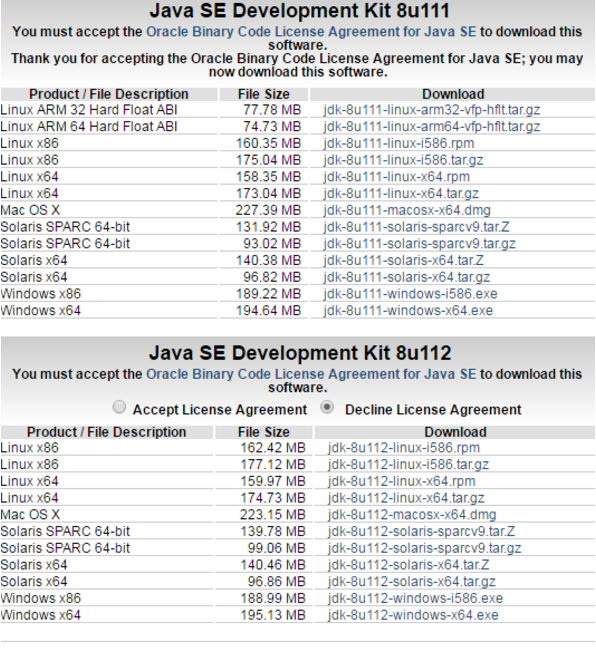 Java SE Development Kit 8u111
You must accept the Oracle Binary Code License Agreement for Java SE to download this
software.
Thank you for accepting the Oracle Binary Code License Agreement for Java SE; you may
now download this software.
Product / File Description File Size Download
Linux ARM 32 Hard Float ABI 77.78 MB jdk-8u111-linux-arm32-vfp-hflt.tar.gz
Linux ARM 64 Hard Float ABI 74.73 MB jdk-8u111-linux-arm64-vfp-hflt.tar.gz
Linux x86 160.35 MB jdk-8u111-linux-i586.rpm
Linux x86 175.04 MB jdk-8u111-linux-i586.tar.gz
Linux x64 158.35 MB jdk-8u111-linux-x64.rpm
Linux x64 173.04 MB jdk-8u111-linux-x64.tar.gz
Mac OS X 227.39 MB jdk-8u111-macosx-x64.dmg
Solaris SPARC 64-bit 131.92 MB jdk-8u111-solaris-sparcv9.tar.Z
Solaris SPARC 64-bit 93.02 MB jdk-8u111-solaris-sparcv9.tar.gz
Solaris x64 140.38 MB jdk-8u111-solaris-x64.tar.Z
Solaris x64 96.82 MB jdk-8u111-solaris-x64.tar.gz
Windows x86 189.22 MB jdk-8u111-windows-i586.exe
Windows x64 194.64 MB jdk-8u111-windows-x64.exe
Java SE Development Kit 8u112
You must accept the Oracle Binary Code License Agreement for Java SE to download this
software.
Accept License Agreement Decline License Agreement
Product / File Description File Size Download
Linux x86 162.42 MB jdk-8u112-linux-i586.rpm
Linux x86 177.12 MB jdk-8u112-linux-i586.tar.gz
Linux x64 159.97 MB jdk-8u112-linux-x64.rpm
Linux x64 174.73 MB jdk-8u112-linux-x64.tar.gz
Mac OS X 223.15 MB jdk-8u112-macosx-x64.dmg
Solaris SPARC 64-bit 139.78 MB jdk-8u112-solaris-sparcv9.tar.Z
Solaris SPARC 64-bit 99.06 MB jdk-8u112-solaris-sparcv9.tar.gz
Solaris x64 140.46 MB jdk-8u112-solaris-x64.tar.Z
Solaris x64 96.86 MB jdk-8u112-solaris-x64.tar.gz
Windows x86 188.99 MB jdk-8u112-windows-i586.exe
Windows x64 195.13 MB jdk-8u112-windows-x64.exe